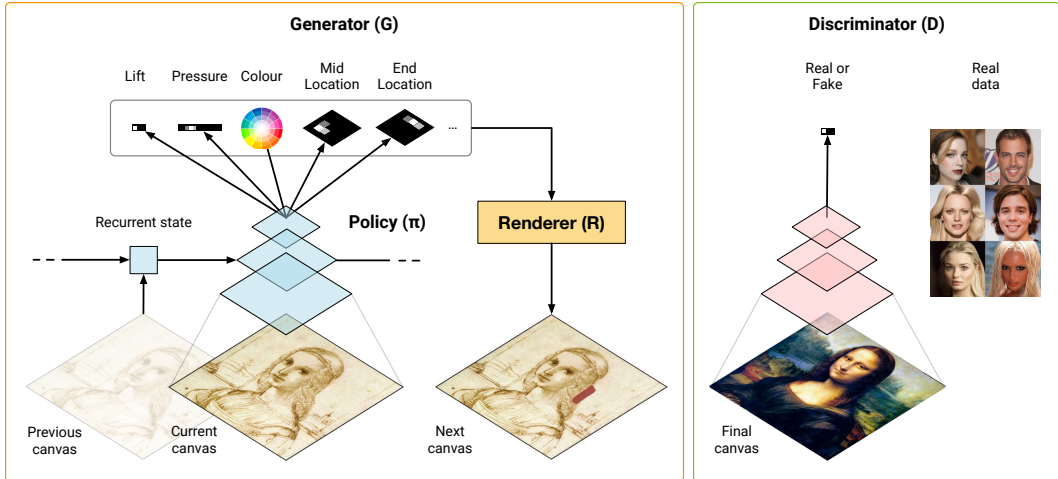 Generator (G)
Lift
Pressure
Colour
Mid
Location
End
Location
...
Recurrent state
Policy (π)
Renderer (R)
Previous
canvas
Current
canvas
Next
canvas
Discriminator (D)
Real or
Fake
Real
data
Final
canvas